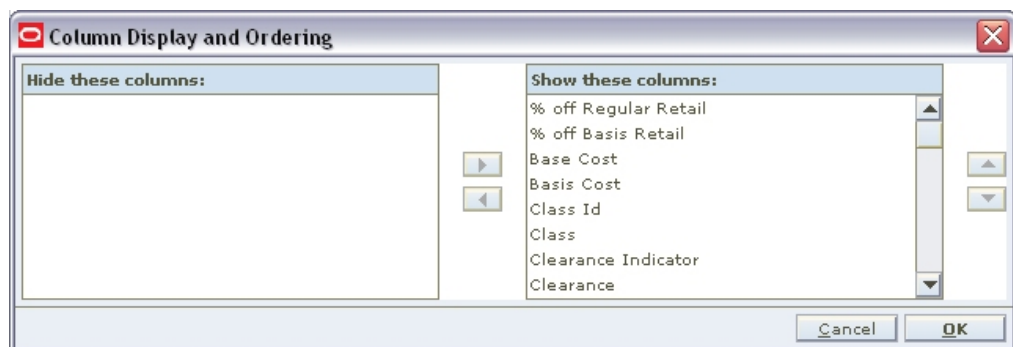 Column Display and Ordering
Hide these columns:
Show these columns:
% off Regular Retail
% off Basis Retail
Base Cost
Basis Cost
Class Id
Class
Clearance Indicator
Clearance
Cancel
OK